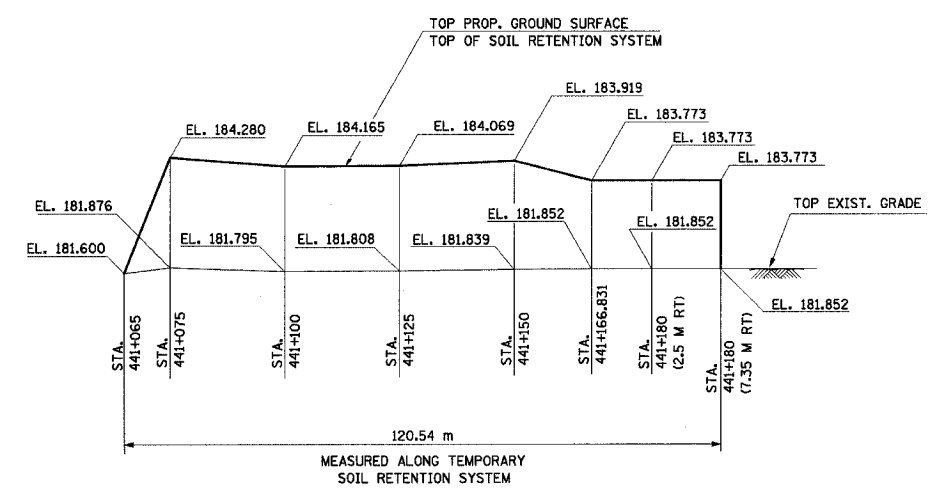 TOP PROP. GROUND SURFACE
TOP OF SOIL RETENTION SYSTEM
EL. 183.919
EL. 184.280
EL. 184.165
EL. 184.069
EL. 183.773
EL. 183.773
EL. 183.773
EL. 181.876
EL. 181.600
EL. 181.795
EL. 181.808
EL. 181.839
EL. 181.852
EL. 181.852
TOP EXIST. GRADE
EL. 181.852
STA.
441+065
STA.
441+075
STA.
441+100
STA.
441+125
STA.
441+150
STA.
441+166.831
STA.
441+180
(2.5 M RT)
STA.
441+180
(7.35 M RT)
120.54 m
MEASURED ALONG TEMPORARY
SOIL RETENTION SYSTEM